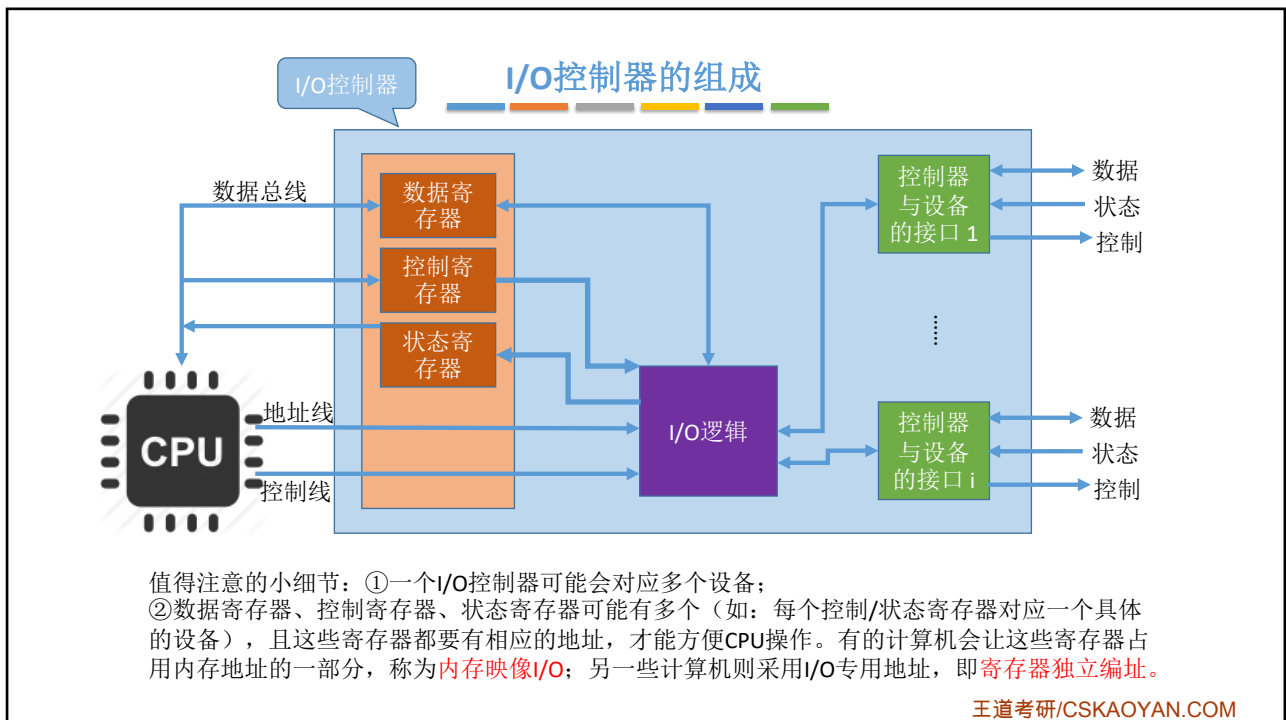 I/O控制器的组成
I/O控制器
数据总线
数据寄
存器
控制寄
存器
状态寄
存器
CPU
地址线
控制线
I/O逻辑
控制器
与设备
的接口 1
数据
状态
控制
……
控制器
与设备
的接口 i
数据
状态
控制
值得注意的小细节：①一个I/O控制器可能会对应多个设备；
②数据寄存器、控制寄存器、状态寄存器可能有多个（如：每个控制/状态寄存器对应一个具体
的设备），且这些寄存器都要有相应的地址，才能方便CPU操作。有的计算机会让这些寄存器占
用内存地址的一部分，称为内存映像I/O；另一些计算机则采用I/O专用地址，即寄存器独立编址。
王道考研/CSKAOYAN.COM